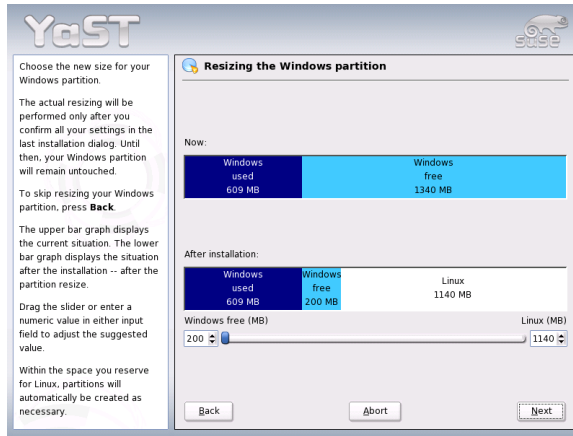 YaST
SuSE
Choose the new size for your
Windows partition.
The actual resizing will be
performed only after you
confirm all your settings in the
last installation dialog. Until
then, your Windows partition
will remain untouched.
To skip resizing your Windows
partition, press Back.
The upper bar graph displays
the current situation. The lower
bar graph displays the situation
after the installation -- after the
partition resize.
Drag the slider or enter a
numeric value in either input
field to adjust the suggested
value.
Within the space you reserve
for Linux, partitions will
automatically be created as
necessary.
Resizing the Windows partition
Now:
Windows
used
609 MB
Windows
free
1340 MB
After installation:
Windows
used
609 MB
Windows
free
200 MB
Linux
1140 MB
Windows free (MB)
Linux (MB)
200
1140
Back
Abort
Next